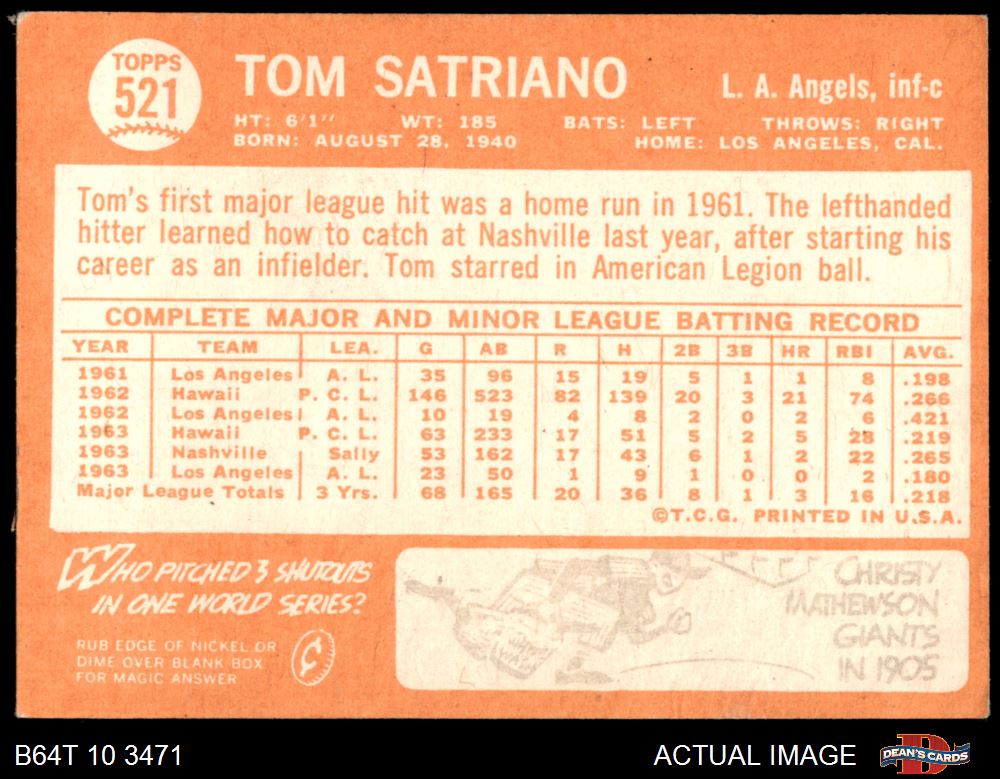 TOPPS
521
TOM SATRIANO
L. A. Angels, inf-c
HT: 6'1" WT: 185 BATS: LEFT THROWS: RIGHT
BORN: AUGUST 28, 1940 HOME: LOS ANGELES, CAL.
Tom's first major league hit was a home run in 1961. The lefthanded
hitter learned how to catch at Nashville last year, after starting his
career as an infielder. Tom starred in American Legion ball.
COMPLETE MAJOR AND MINOR LEAGUE BATTING RECORD
YEAR TEAM LEA. G AB R H 2B 3B HR RBI AVG.
1961 Los Angeles A. L. 35 96 15 19 5 1 1 8 .198
1962 Hawaii P. C. L. 146 523 82 139 20 3 21 74 .266
1962 Los Angeles A. L. 10 19 4 8 2 0 2 6 .421
1963 Hawaii P. C. L. 63 233 17 51 5 2 5 28 .219
1963 Nashville Sally 53 162 17 43 6 1 2 22 .265
1963 Los Angeles A. L. 23 50 1 9 1 0 0 2 .180
Major League Totals 3 Yrs. 68 165 20 36 8 1 3 16 .218
©T.C.G. PRINTED IN U.S.A.
WHO PITCHED 3 SHUTOUTS
IN ONE WORLD SERIES?
RUB EDGE OF NICKEL OR
DIME OVER BLANK BOX
FOR MAGIC ANSWER
¢
CHRISTY
MATHEWSON
GIANTS
IN 1905
WASH
B64T 10 3471
ACTUAL IMAGE
DEAN'S CARDS